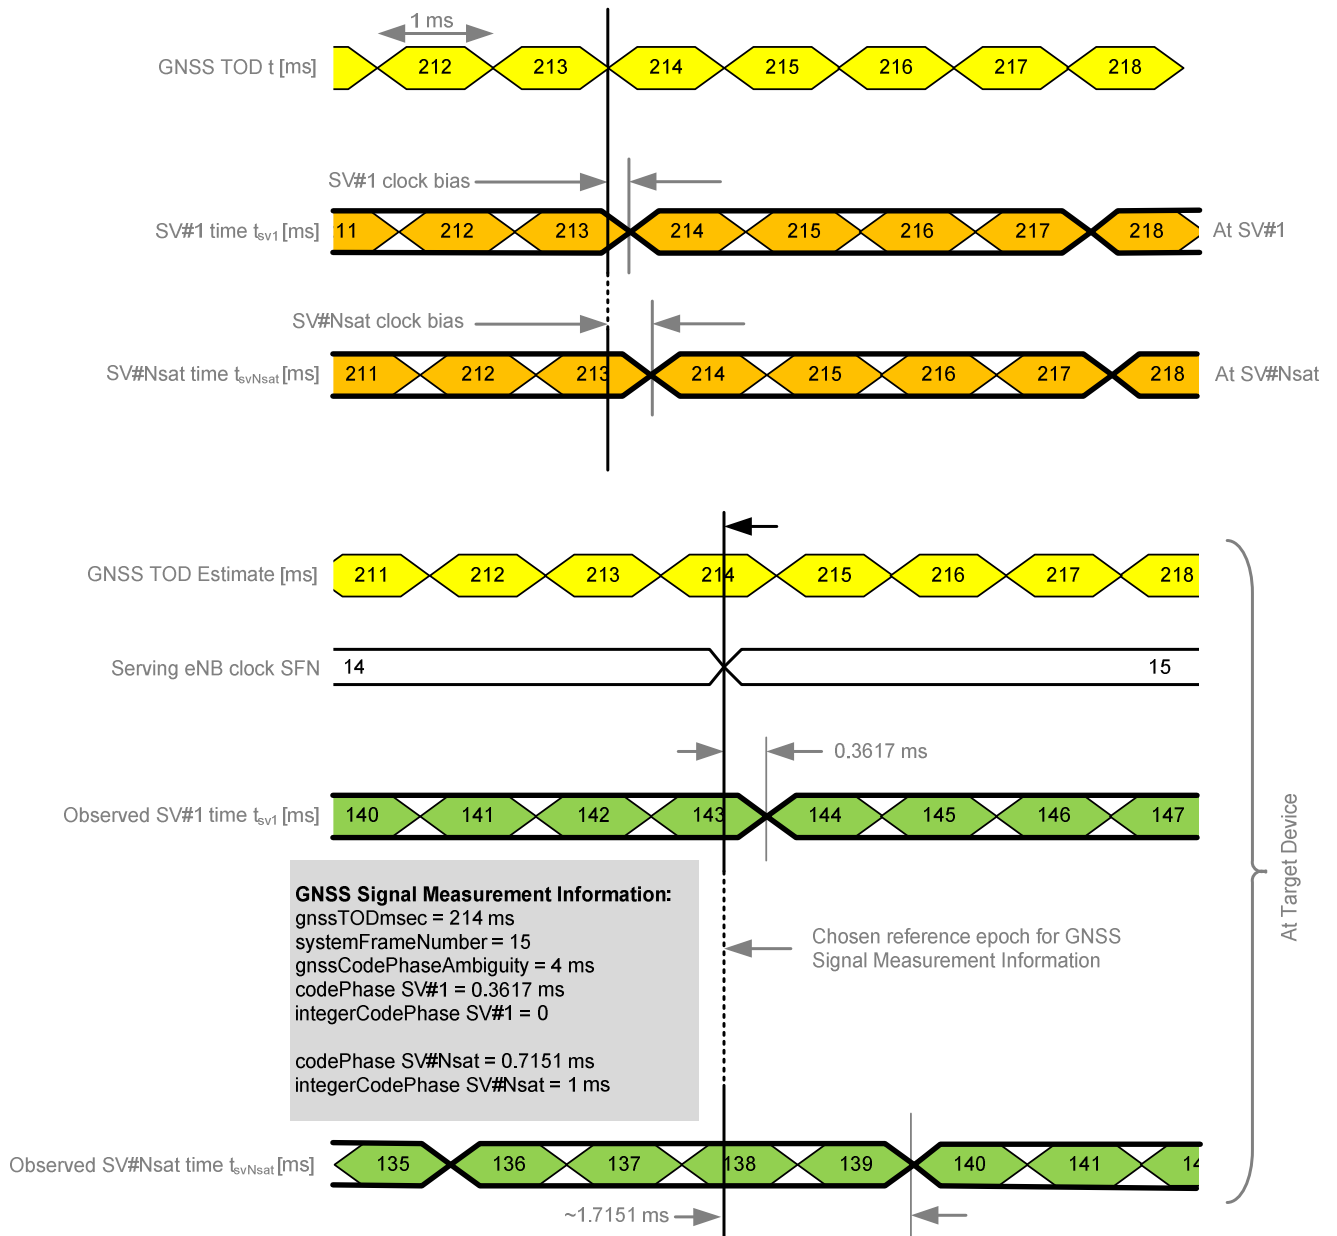 1 ms
GNSS TOD t [ms]
212 213 214 215 216 217 218
SV#1 clock bias
SV#1 time tsv1 [ms]
11 212 213 214 215 216 217 218
At SV#1
SV#Nsat clock bias
SV#Nsat time tsvNsat [ms]
211 212 213 214 215 216 217 218
At SV#Nsat
GNSS TOD Estimate [ms]
211 212 213 214 215 216 217 218
Serving eNB clock SFN
14 15
0.3617 ms
Observed SV#1 time tsv1 [ms]
140 141 142 143 144 145 146 147
GNSS Signal Measurement Information:
gnssTODmsec = 214 ms
systemFrameNumber = 15
gnssCodePhaseAmbiguity = 4 ms
codePhase SV#1 = 0.3617 ms
integerCodePhase SV#1 = 0
codePhase SV#Nsat = 0.7151 ms
integerCodePhase SV#Nsat = 1 ms
Chosen reference epoch for GNSS
Signal Measurement Information
At Target Device
Observed SV#Nsat time tsvNsat [ms]
135 136 137 138 139 140 141 14
~1.7151 ms